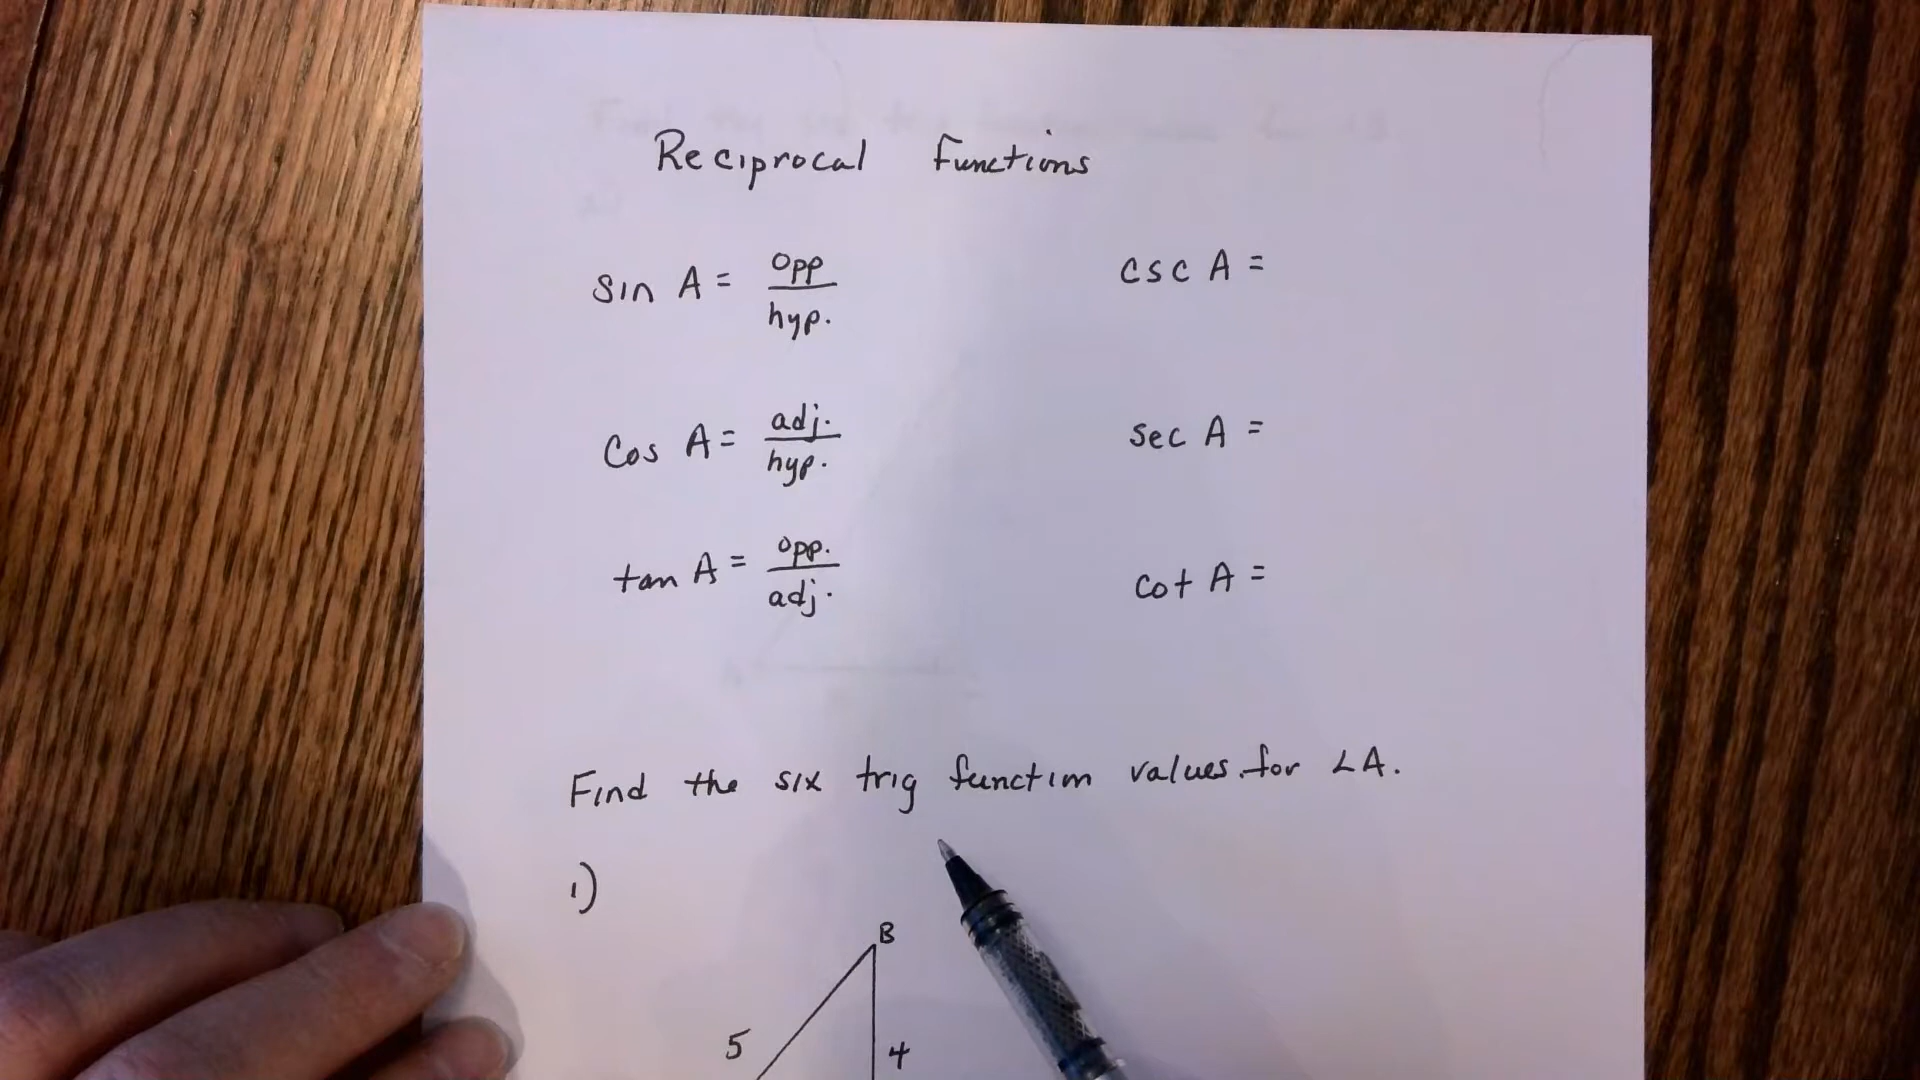 Reciprocal Functions
sin A = opp/hyp. csc A =
cos A = adj./hyp. sec A =
tan A = opp./adj. cot A =
Find the six trig function values for ∠A.
1)
B
5 4